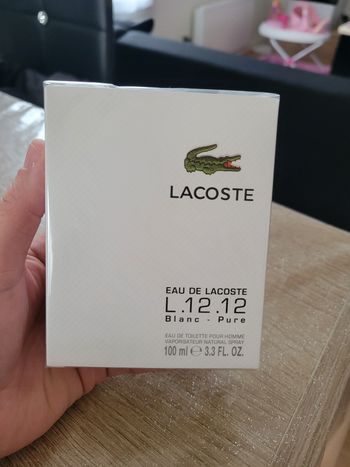 LACOSTE
EAU DE LACOSTE
L.12.12
Blanc - Pure
EAU DE TOILETTE POUR HOMME
VAPORISATEUR NATURAL SPRAY
100 ml ℮ 3.3 FL. OZ.